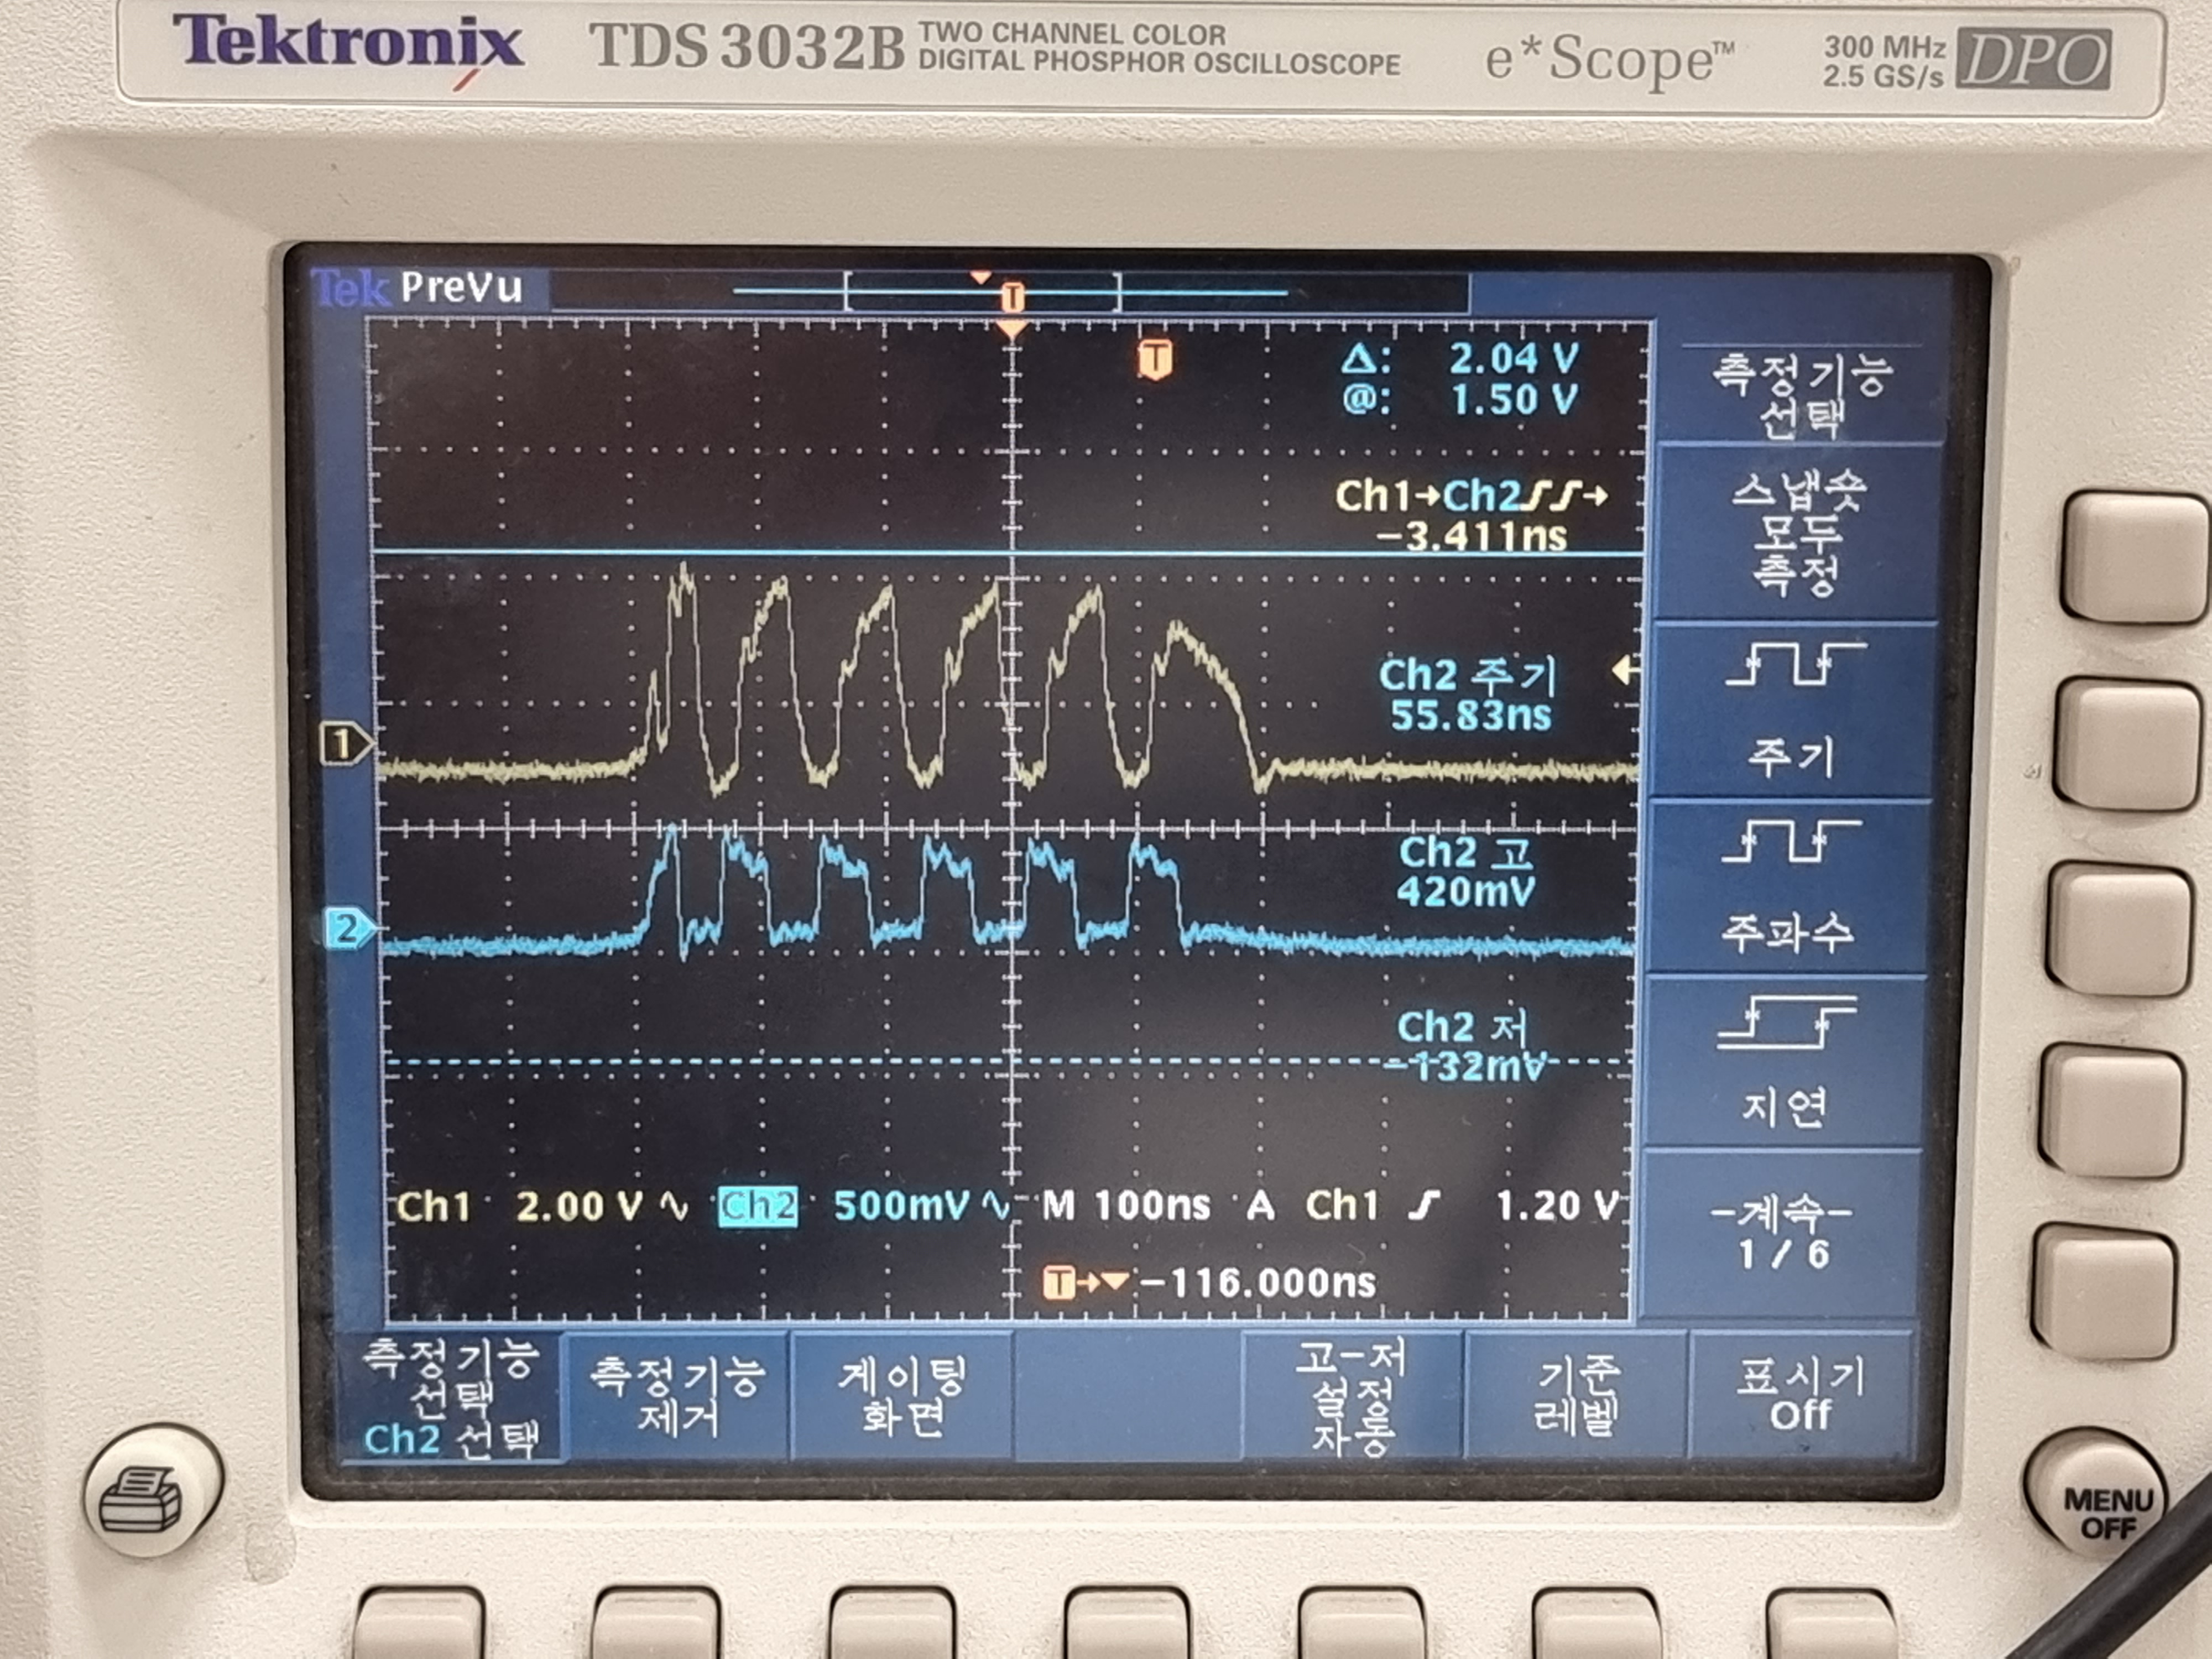 Tektronix TDS 3032B TWO CHANNEL COLOR
DIGITAL PHOSPHOR OSCILLOSCOPE
e*Scope™
300 MHz
2.5 GS/s
DPO
Tek PreVu
T
T
Δ: 2.04 V
@: 1.50 V
Ch1→Ch2
-3.411ns
Ch2 주기
55.83ns
Ch2 고
420mV
Ch2 저
-132mV
1
2
Ch1 2.00 V Ch2 500mV M 100ns A Ch1 1.20 V
T→▼ -116.000ns
측정기능
선택
스냅숏
모두
측정
주기
주파수
지연
-계속-
1 / 6
측정기능
선택
Ch2 선택
측정기능
제거
게이팅
화면
고-저
설정
자동
기준
레벨
표시기
Off
MENU
OFF